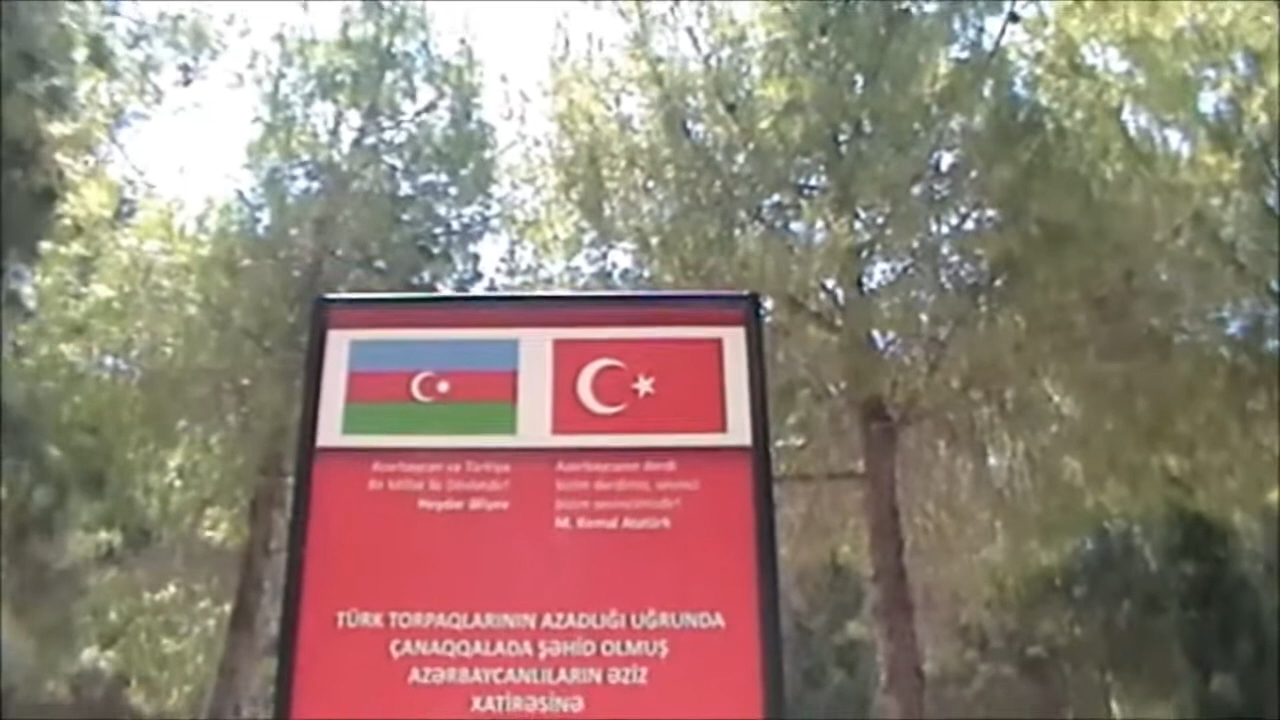 Azərbaycan və Türkiyə
Bir Millət İki Dövlətdir!
Heydər Əliyev
Azərbaycanın dərdi
bizim dərdimiz, sevinci
bizim sevincimizdir!
M. Kemal Atatürk
TÜRK TORPAQLARININ AZADLIĞI UĞRUNDA
ÇANAQQALADA ŞƏHİD OLMUŞ
AZƏRBAYCANLILARIN ƏZİZ
XATİRƏSİNƏ